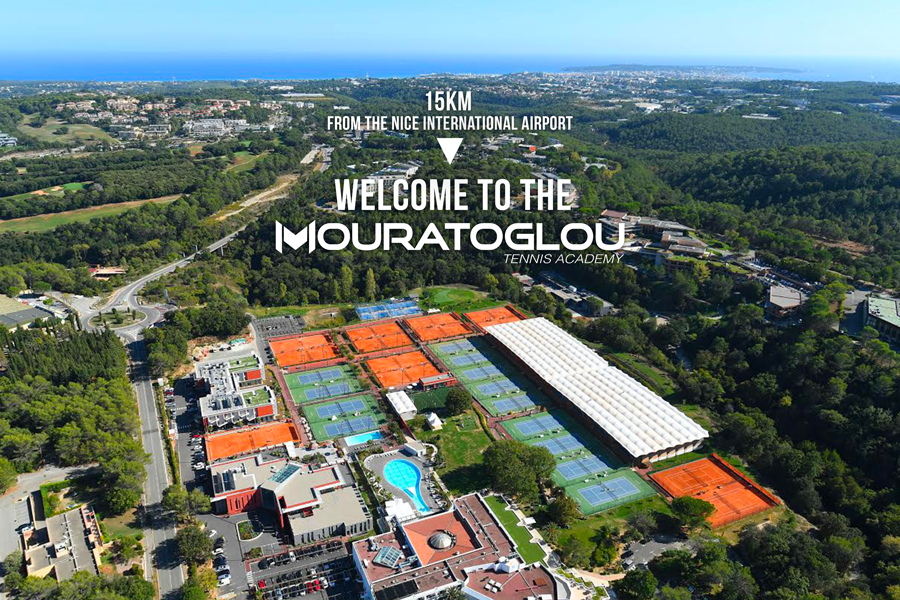 15KM
FROM THE NICE INTERNATIONAL AIRPORT
WELCOME TO THE
MOURATOGLOU
TENNIS ACADEMY